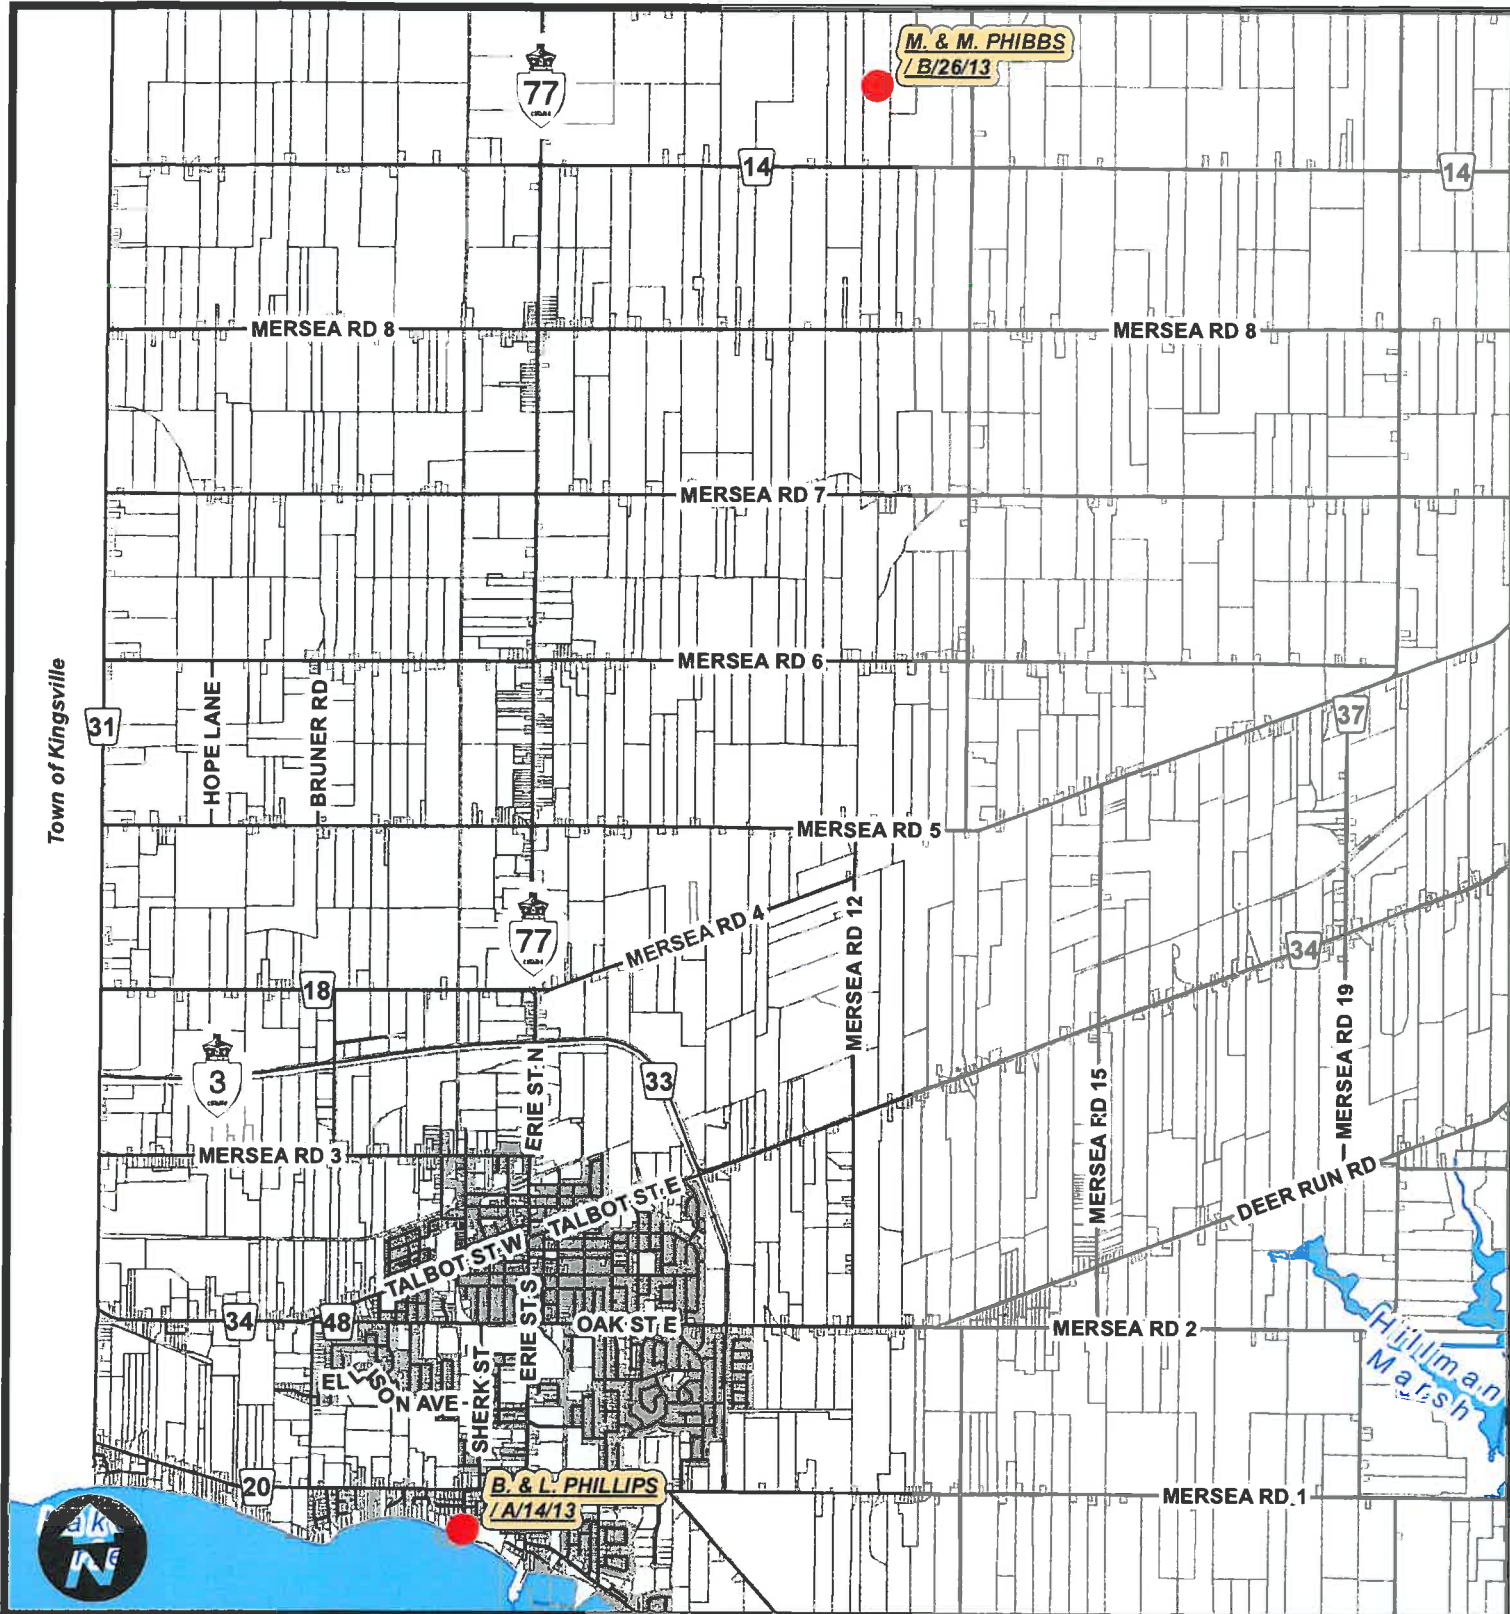 M. & M. PHIBBS
/ B/26/13
77
14
14
MERSEA RD 8
MERSEA RD 8
MERSEA RD 7
MERSEA RD 6
Town of Kingsville
31
HOPE LANE
BRUNER RD
37
MERSEA RD 5
77
MERSEA RD 4
MERSEA RD 12
34
18
MERSEA RD 19
3
ERIE ST N
33
MERSEA RD 15
MERSEA RD 3
DEER RUN RD
TALBOT ST E
TALBOT ST W
34
48
ERIE ST S
OAK ST E
MERSEA RD 2
Hillman
Marsh
ELLISON AVE
SHERK ST
20
B. & L. PHILLIPS
/ A/14/13
MERSEA RD 1
N